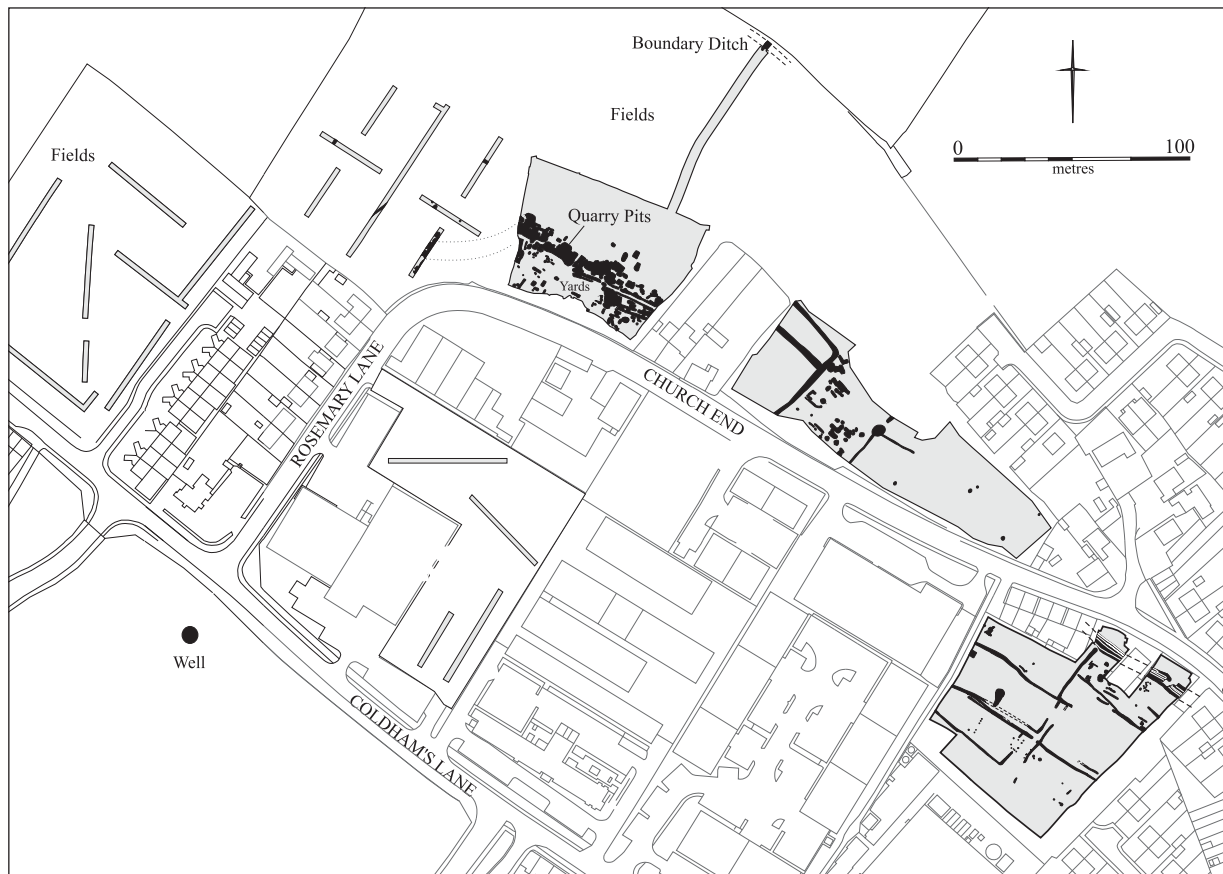 Boundary Ditch
Fields
Fields
0 100
metres
Quarry Pits
Yards
ROSEMARY LANE
CHURCH END
Well
COLDHAM'S LANE